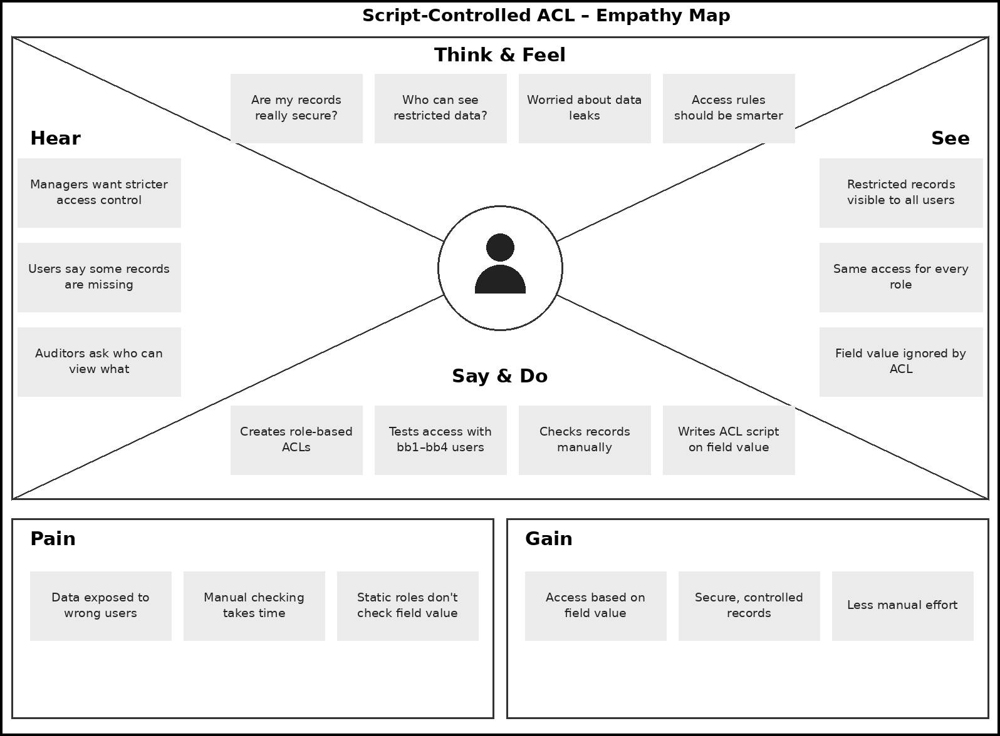 Script-Controlled ACL – Empathy Map
Think & Feel
Are my records
really secure?
Who can see
restricted data?
Worried about data
leaks
Access rules
should be smarter
Hear
Managers want stricter
access control
Users say some records
are missing
Auditors ask who can
view what
See
Restricted records
visible to all users
Same access for every
role
Field value ignored by
ACL
Say & Do
Creates role-based
ACLs
Tests access with
bb1–bb4 users
Checks records
manually
Writes ACL script
on field value
Pain
Data exposed to
wrong users
Manual checking
takes time
Static roles don't
check field value
Gain
Access based on
field value
Secure, controlled
records
Less manual effort